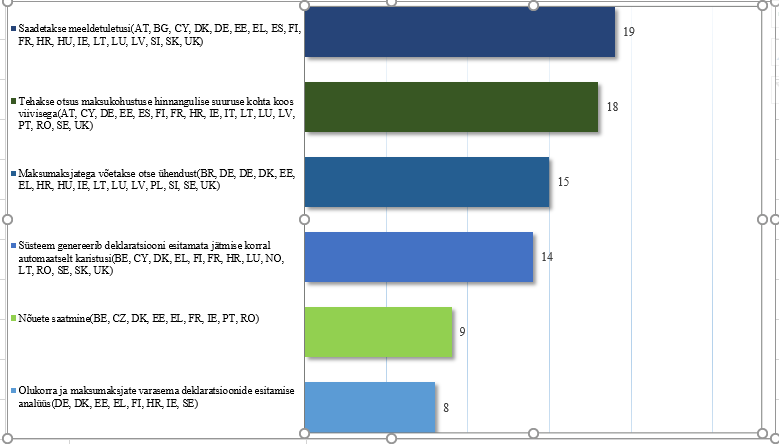 Saadetakse meeldetuletusi(AT, BG, CY, DK, DE, EE, EL, ES, FI,
FR, HR, HU, IE, LT, LU, LV, SI, SK, UK)
19
Tehakse otsus maksukohustuse hinnangulise suuruse kohta koos
viivisega(AT, CY, DE, EE, ES, FI, FR, HR, IE, IT, LT, LU, LV,
PT, RO, SE, UK)
18
Maksumaksjatega võetakse otse ühendust(BR, DE, DE, DK, EE,
EL, HR, HU, IE, LT, LU, LV, PL, SI, SE, UK)
15
Süsteem genereerib deklaratsiooni esitamata jätmise korral
automaatselt karistusi(BE, CY, DK, EL, FI, FR, HR, LU, NO,
LT, RO, SE, SK, UK)
14
Nõuete saatmine(BE, CZ, DK, EE, EL, FR, IE, PT, RO)
9
Olukorra ja maksumaksjate varasema deklaratsioonide esitamise
analüüs(DE, DK, EE, EL, FI, HR, IE, SE)
8